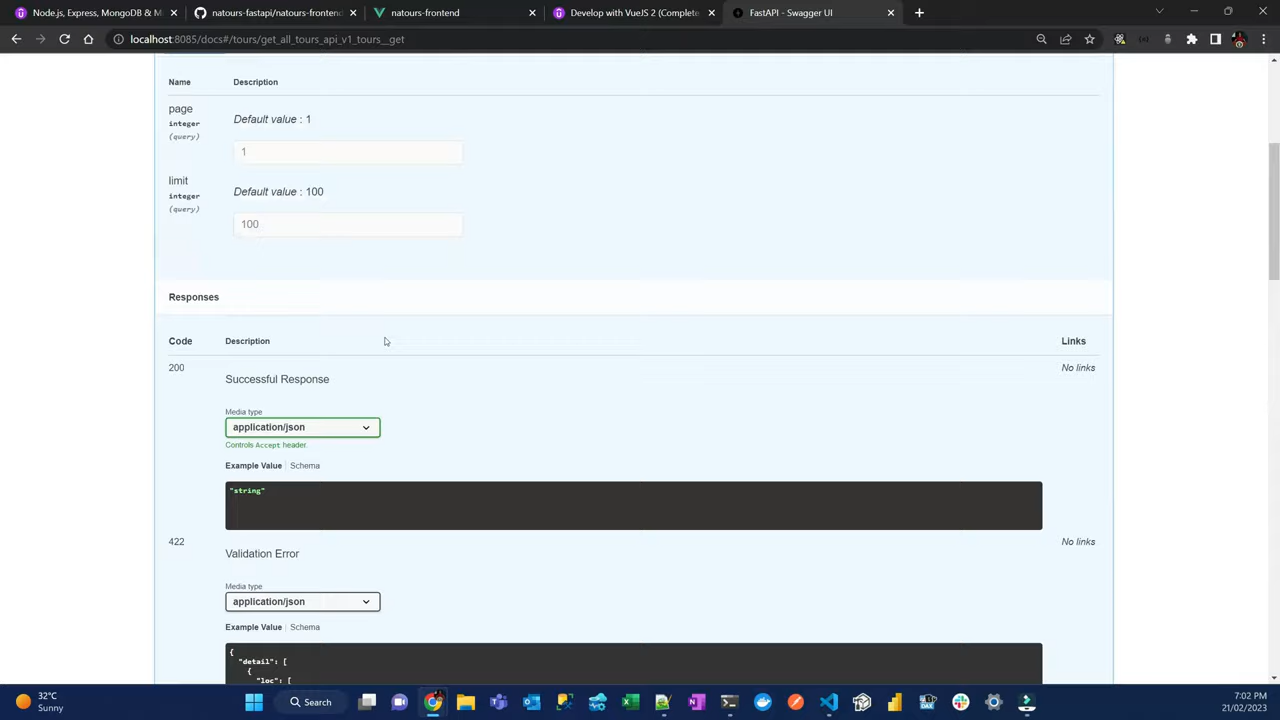 Node.js, Express, MongoDB & M
natours-fastapi/natours-frontend
natours-frontend
Develop with VueJS 2 (Complete
FastAPI - Swagger UI
localhost:8085/docs#/tours/get_all_tours_api_v1_tours__get
Name
Description
page
integer
(query)
Default value : 1
1
limit
integer
(query)
Default value : 100
100
Responses
Code
Description
Links
200
Successful Response
No links
Media type
application/json
Controls Accept header.
Example Value
Schema
"string"
422
Validation Error
No links
Media type
application/json
Example Value
Schema
{
"detail": [
{
"loc": [
32°C
Sunny
Search
7:02 PM
21/02/2023